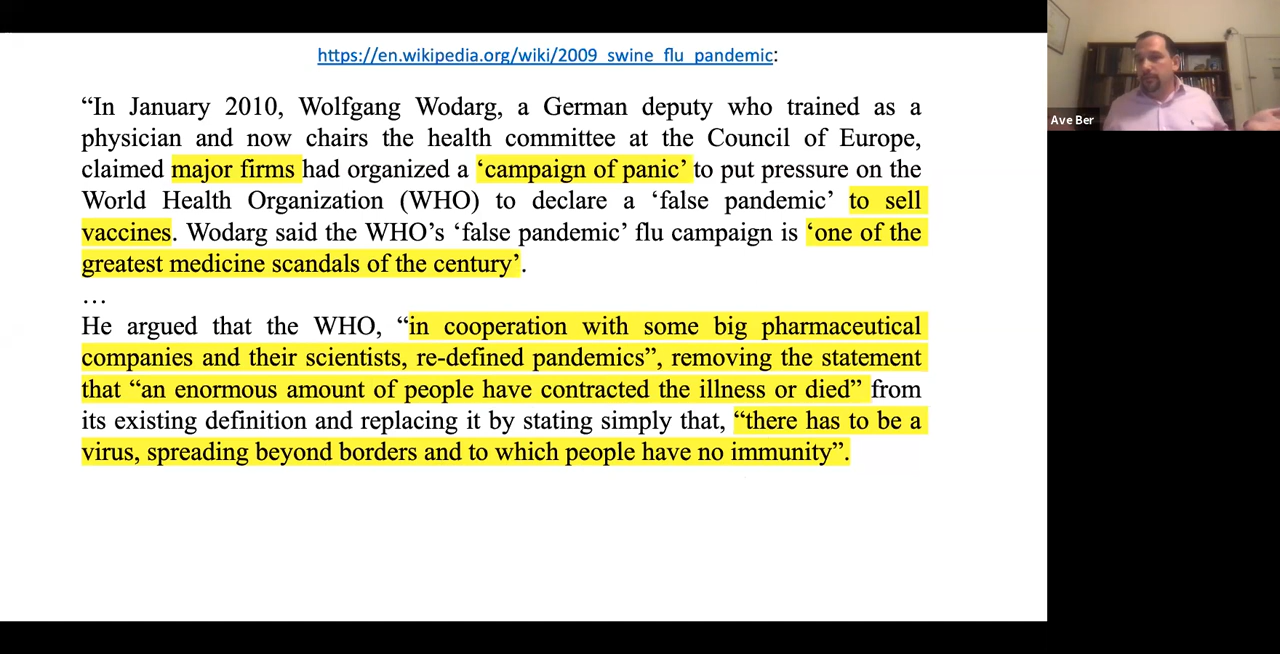 https://en.wikipedia.org/wiki/2009_swine_flu_pandemic:
“In January 2010, Wolfgang Wodarg, a German deputy who trained as a
physician and now chairs the health committee at the Council of Europe,
claimed major firms had organized a ‘campaign of panic’ to put pressure on the
World Health Organization (WHO) to declare a ‘false pandemic’ to sell
vaccines. Wodarg said the WHO’s ‘false pandemic’ flu campaign is ‘one of the
greatest medicine scandals of the century’.
…
He argued that the WHO, “in cooperation with some big pharmaceutical
companies and their scientists, re-defined pandemics”, removing the statement
that “an enormous amount of people have contracted the illness or died” from
its existing definition and replacing it by stating simply that, “there has to be a
virus, spreading beyond borders and to which people have no immunity”.
Ave Ber